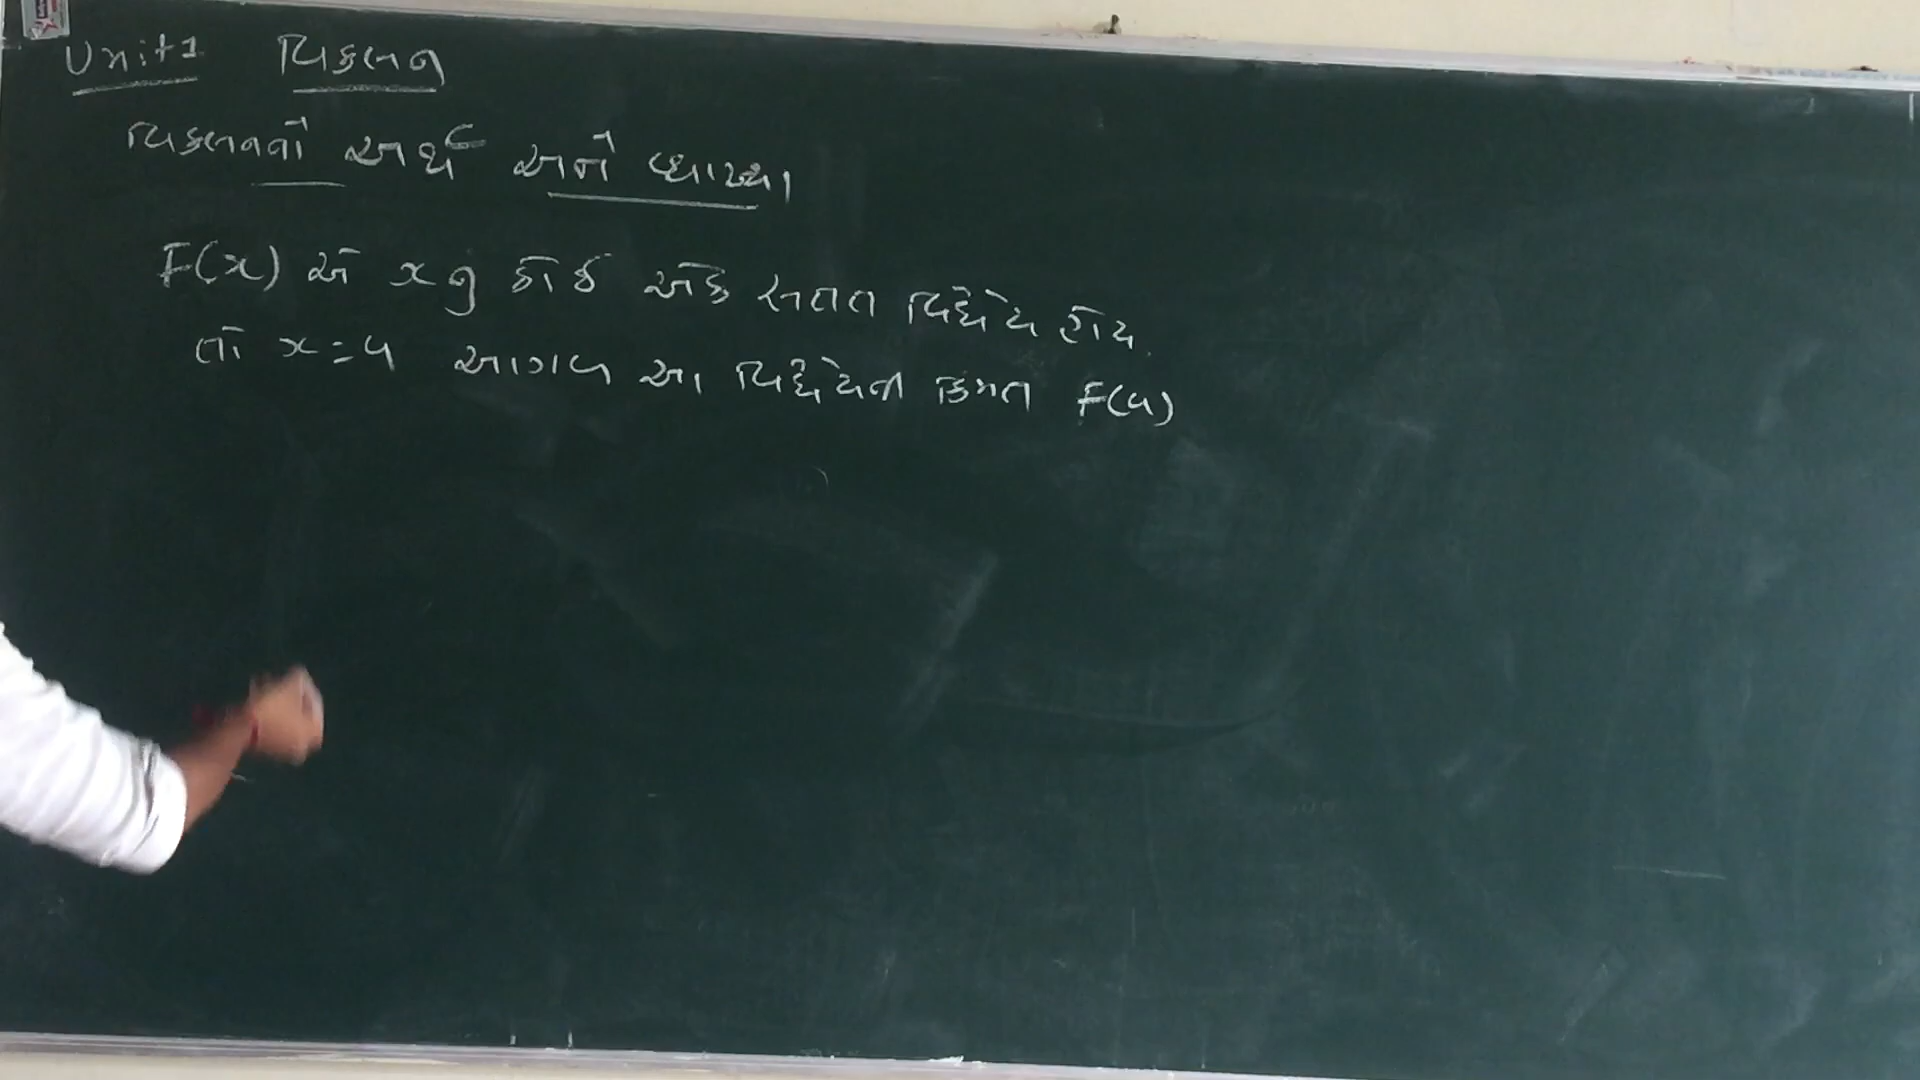 Unit 1 વિકલન
વિકલનનો અર્થ અને વ્યાખ્યા
F(x) એ x નું કોઈ એક સતત વિધેય હોય
તો x = a આગળ આ વિધેયની કિંમત F(a)